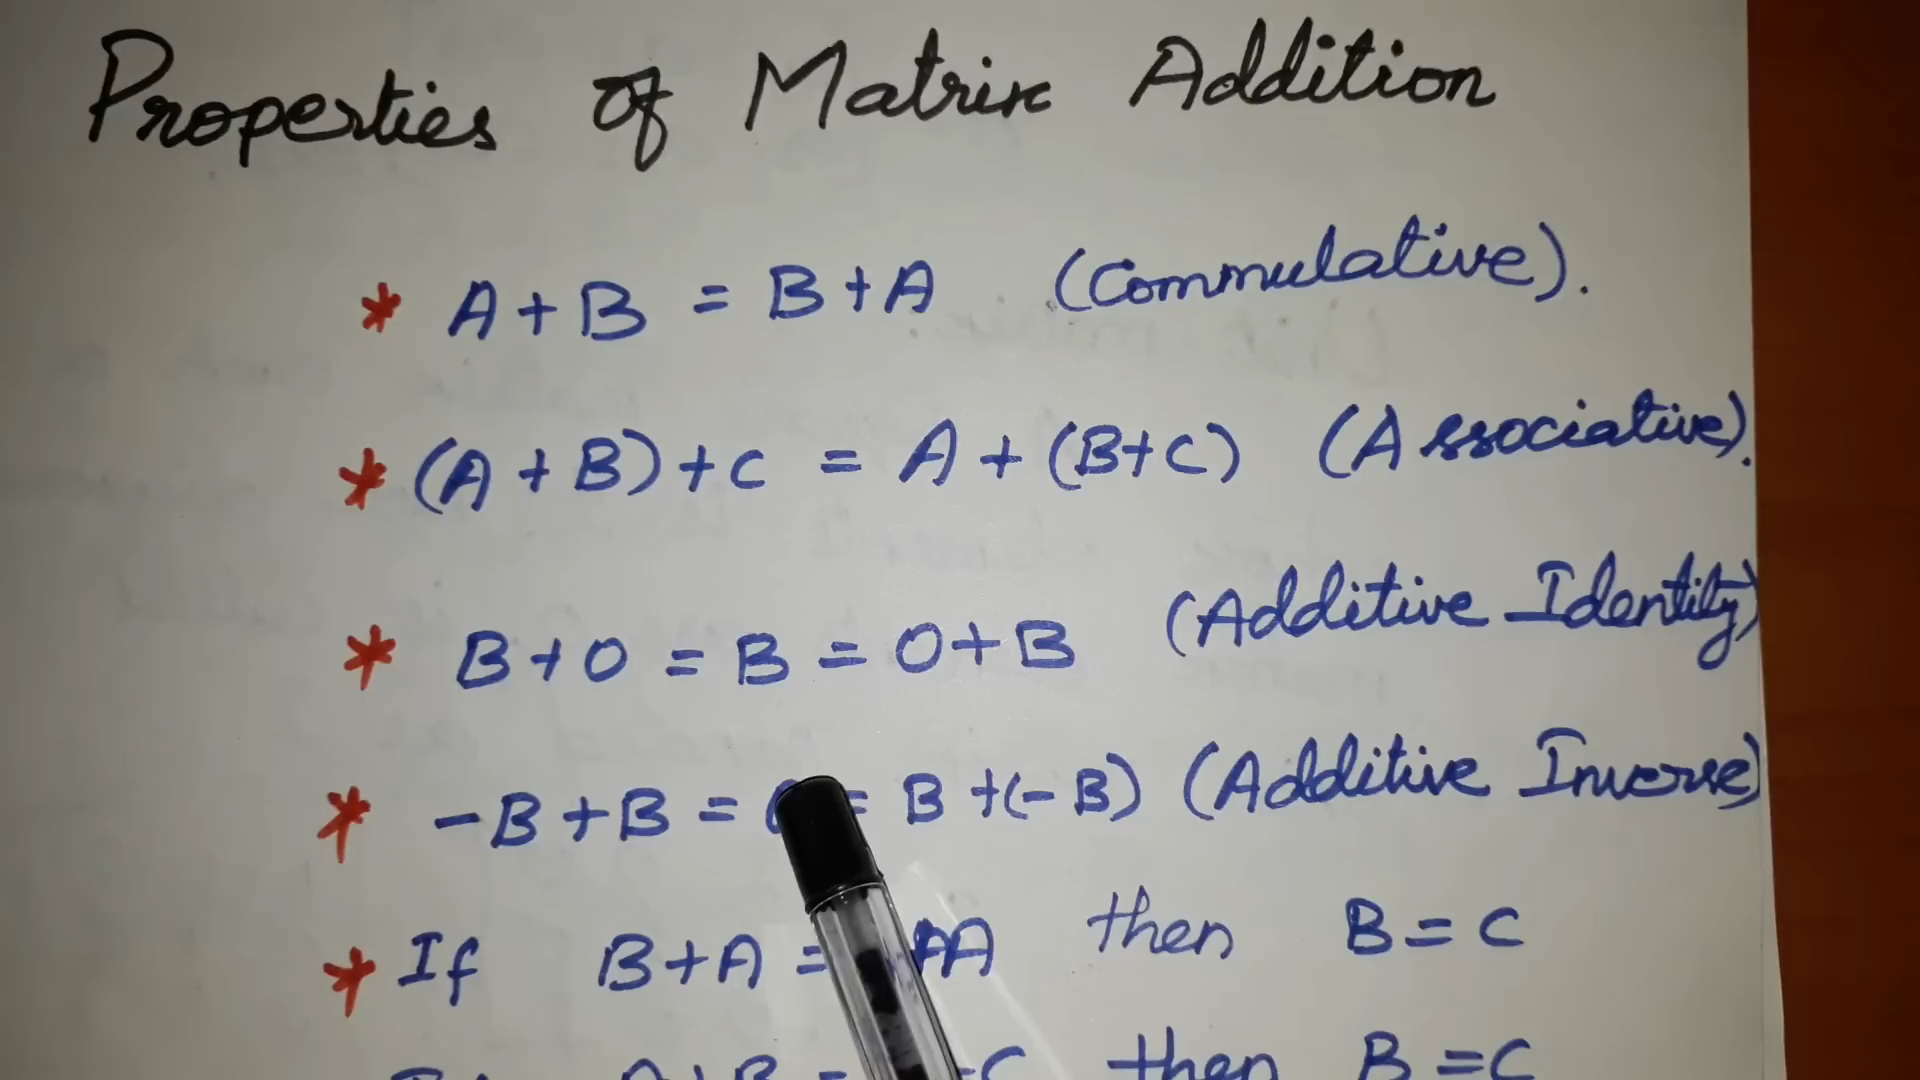 Properties of Matrix Addition
* A + B = B + A (Commulative).
* (A + B) + C = A + (B + C) (Associative).
* B + 0 = B = 0 + B (Additive Identity)
* -B + B = = B + (-B) (Additive Inverse)
* If B + A = A then B = C
then B = C